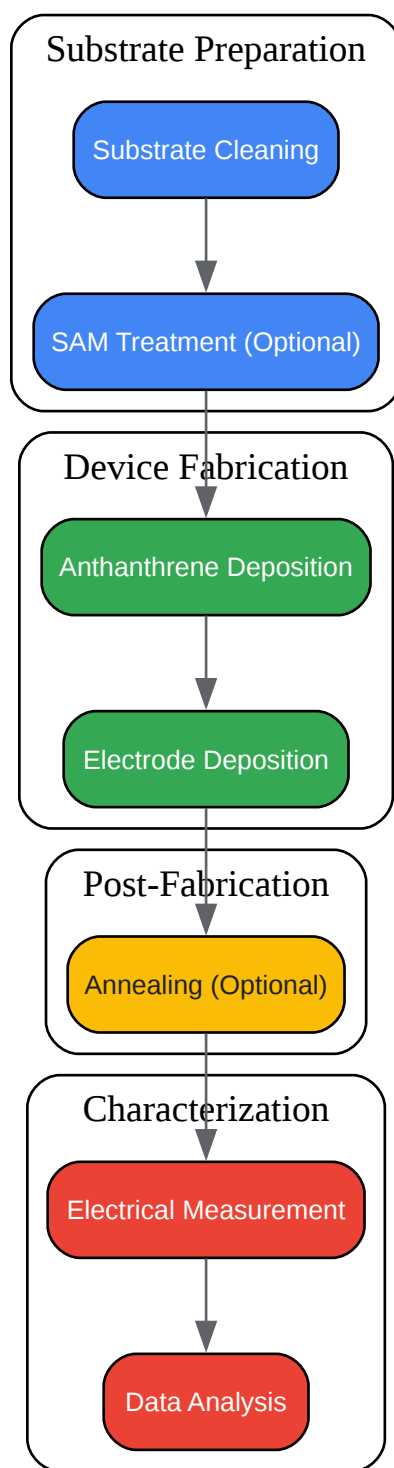 Substrate Preparation
Substrate Cleaning
SAM Treatment (Optional)
Device Fabrication
Anthanthrene Deposition
Electrode Deposition
Post-Fabrication
Annealing (Optional)
Characterization
Electrical Measurement
Data Analysis